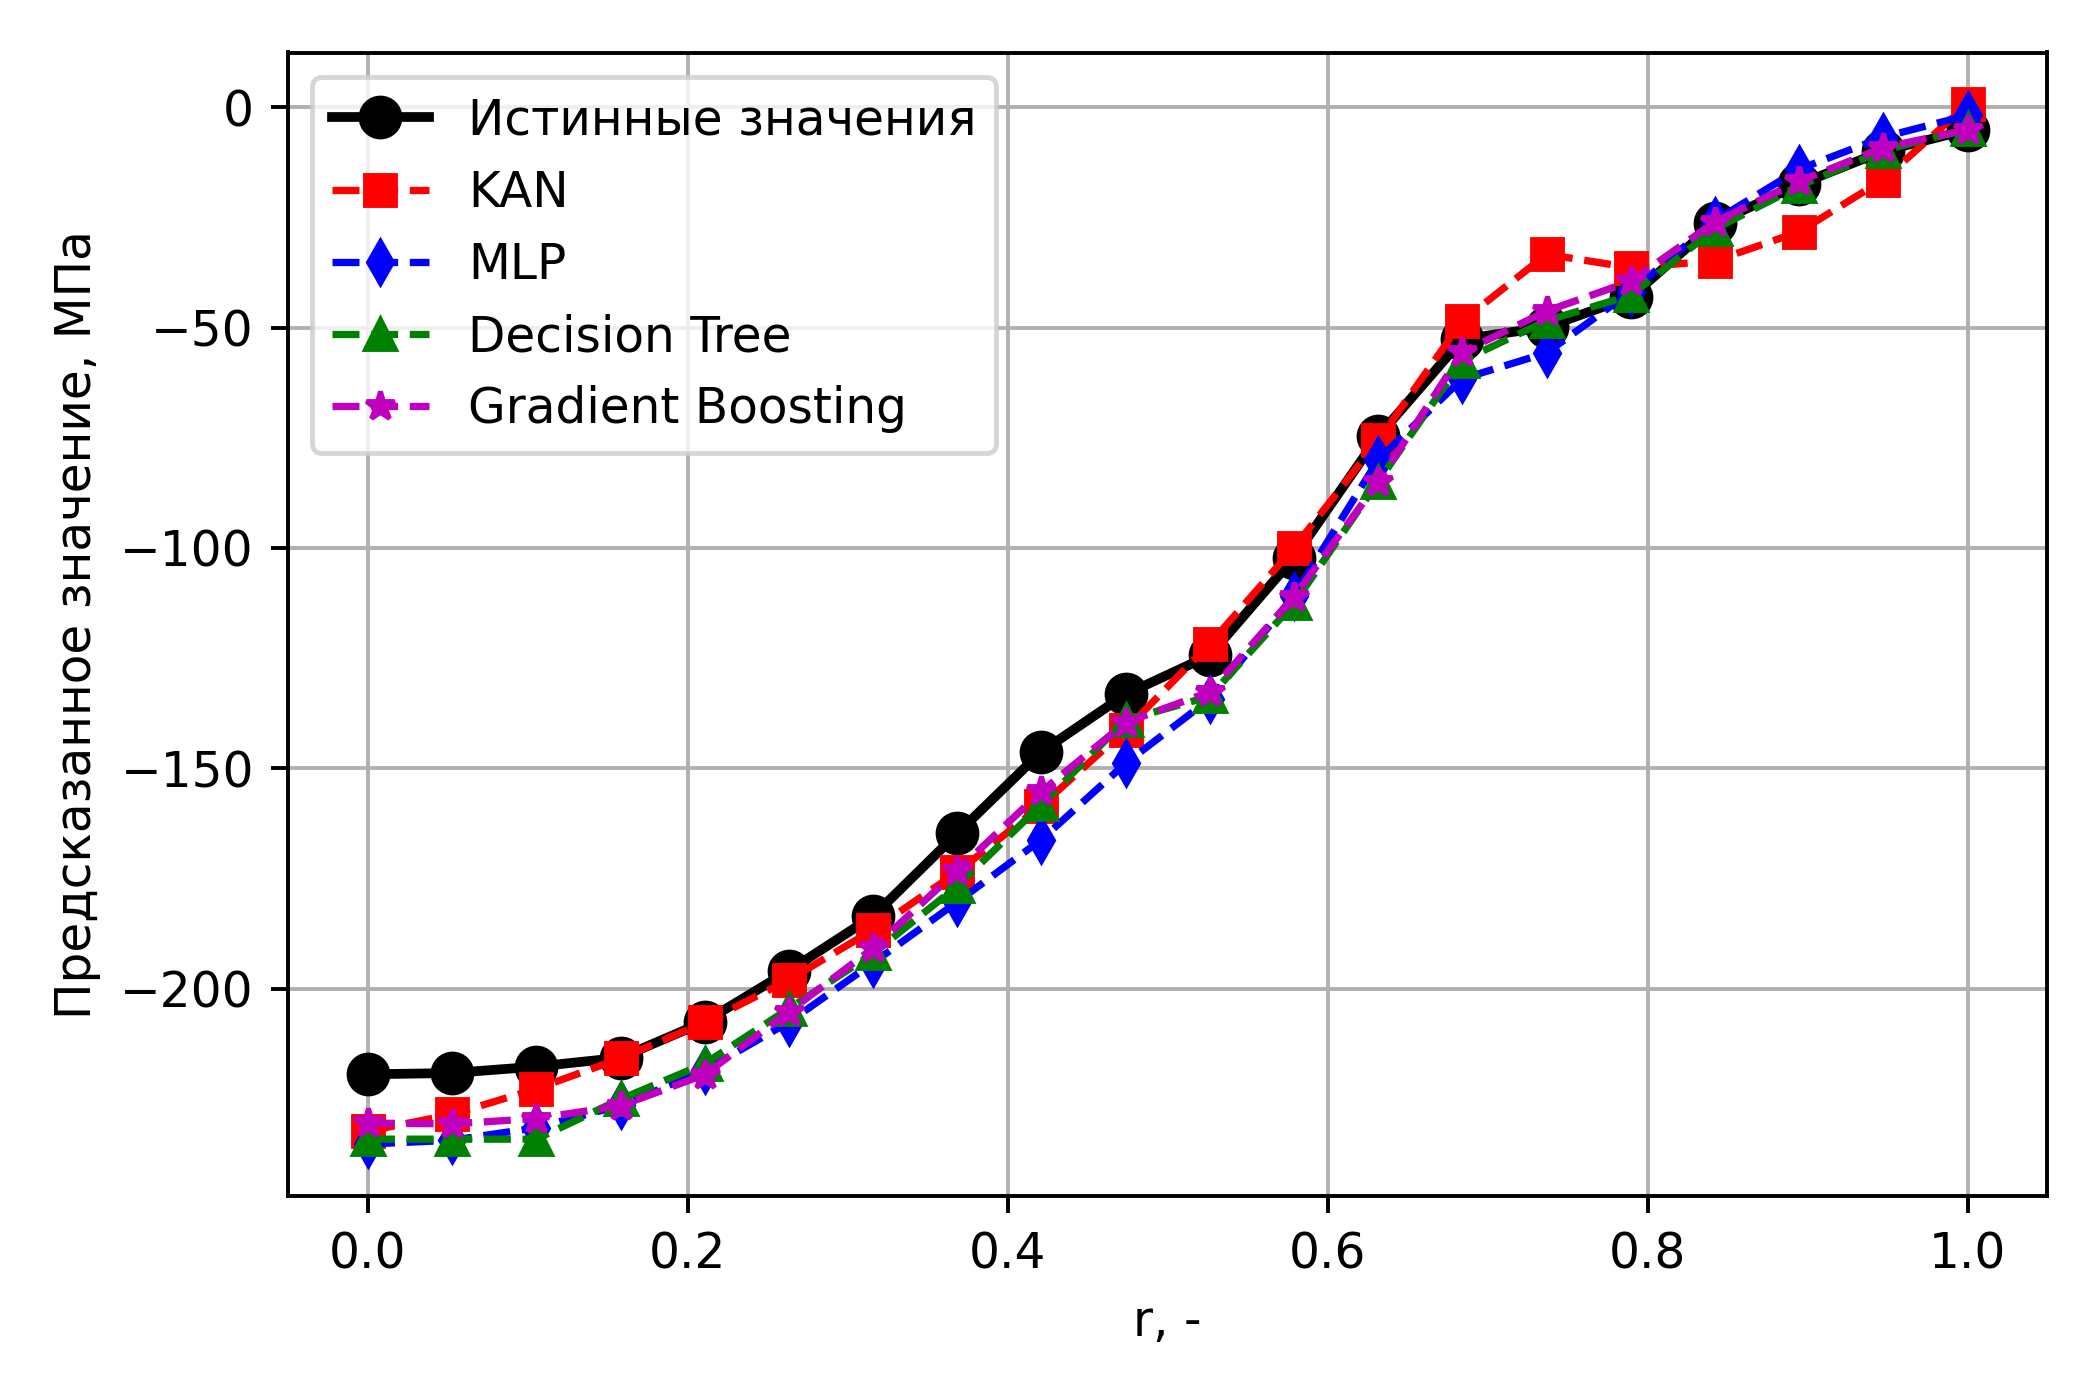 Истинные значения
KAN
MLP
Decision Tree
Gradient Boosting
Предсказанное значение, МПа
0
−50
−100
−150
−200
0.0
0.2
0.4
0.6
0.8
1.0
r, -